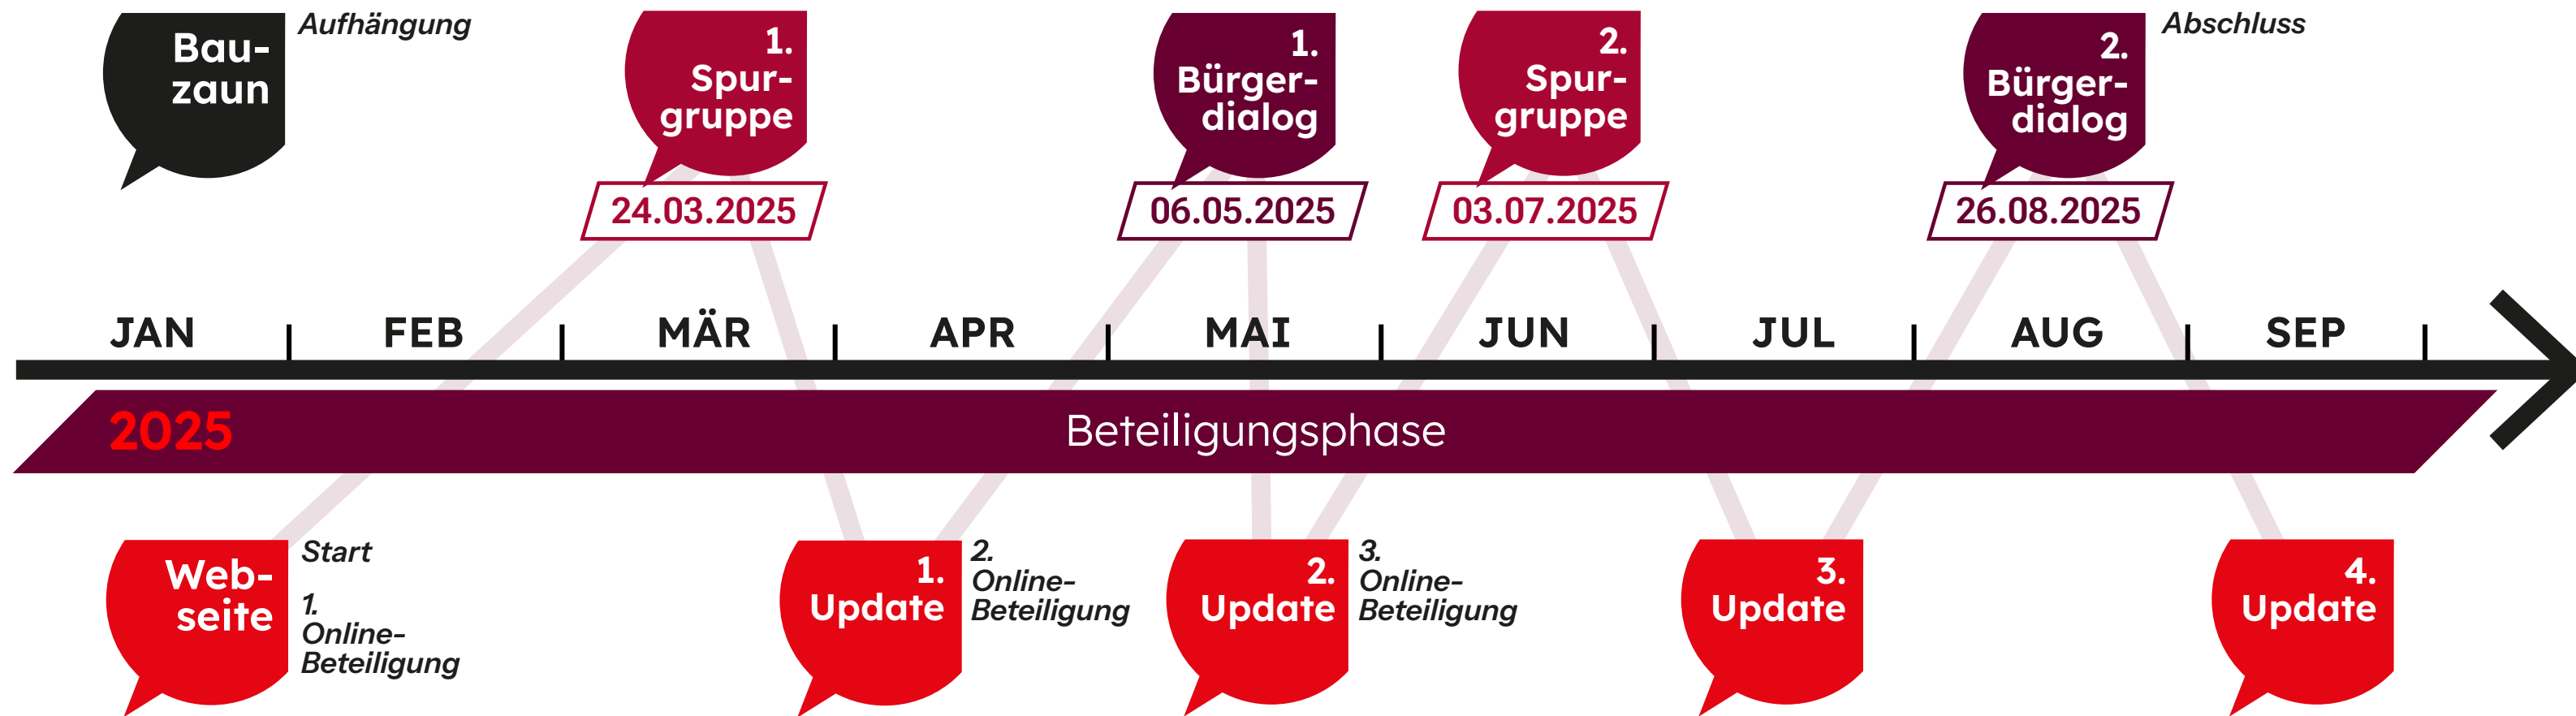 Bau-
zaun
Aufhängung
1.
Spur-
gruppe
24.03.2025
1.
Bürger-
dialog
06.05.2025
2.
Spur-
gruppe
03.07.2025
2.
Bürger-
dialog
26.08.2025
Abschluss
JAN FEB MÄR APR MAI JUN JUL AUG SEP
2025 Beteiligungsphase
Web-
seite
Start
1.
Online-
Beteiligung
1.
Update
2.
Online-
Beteiligung
2.
Update
3.
Online-
Beteiligung
3.
Update
4.
Update